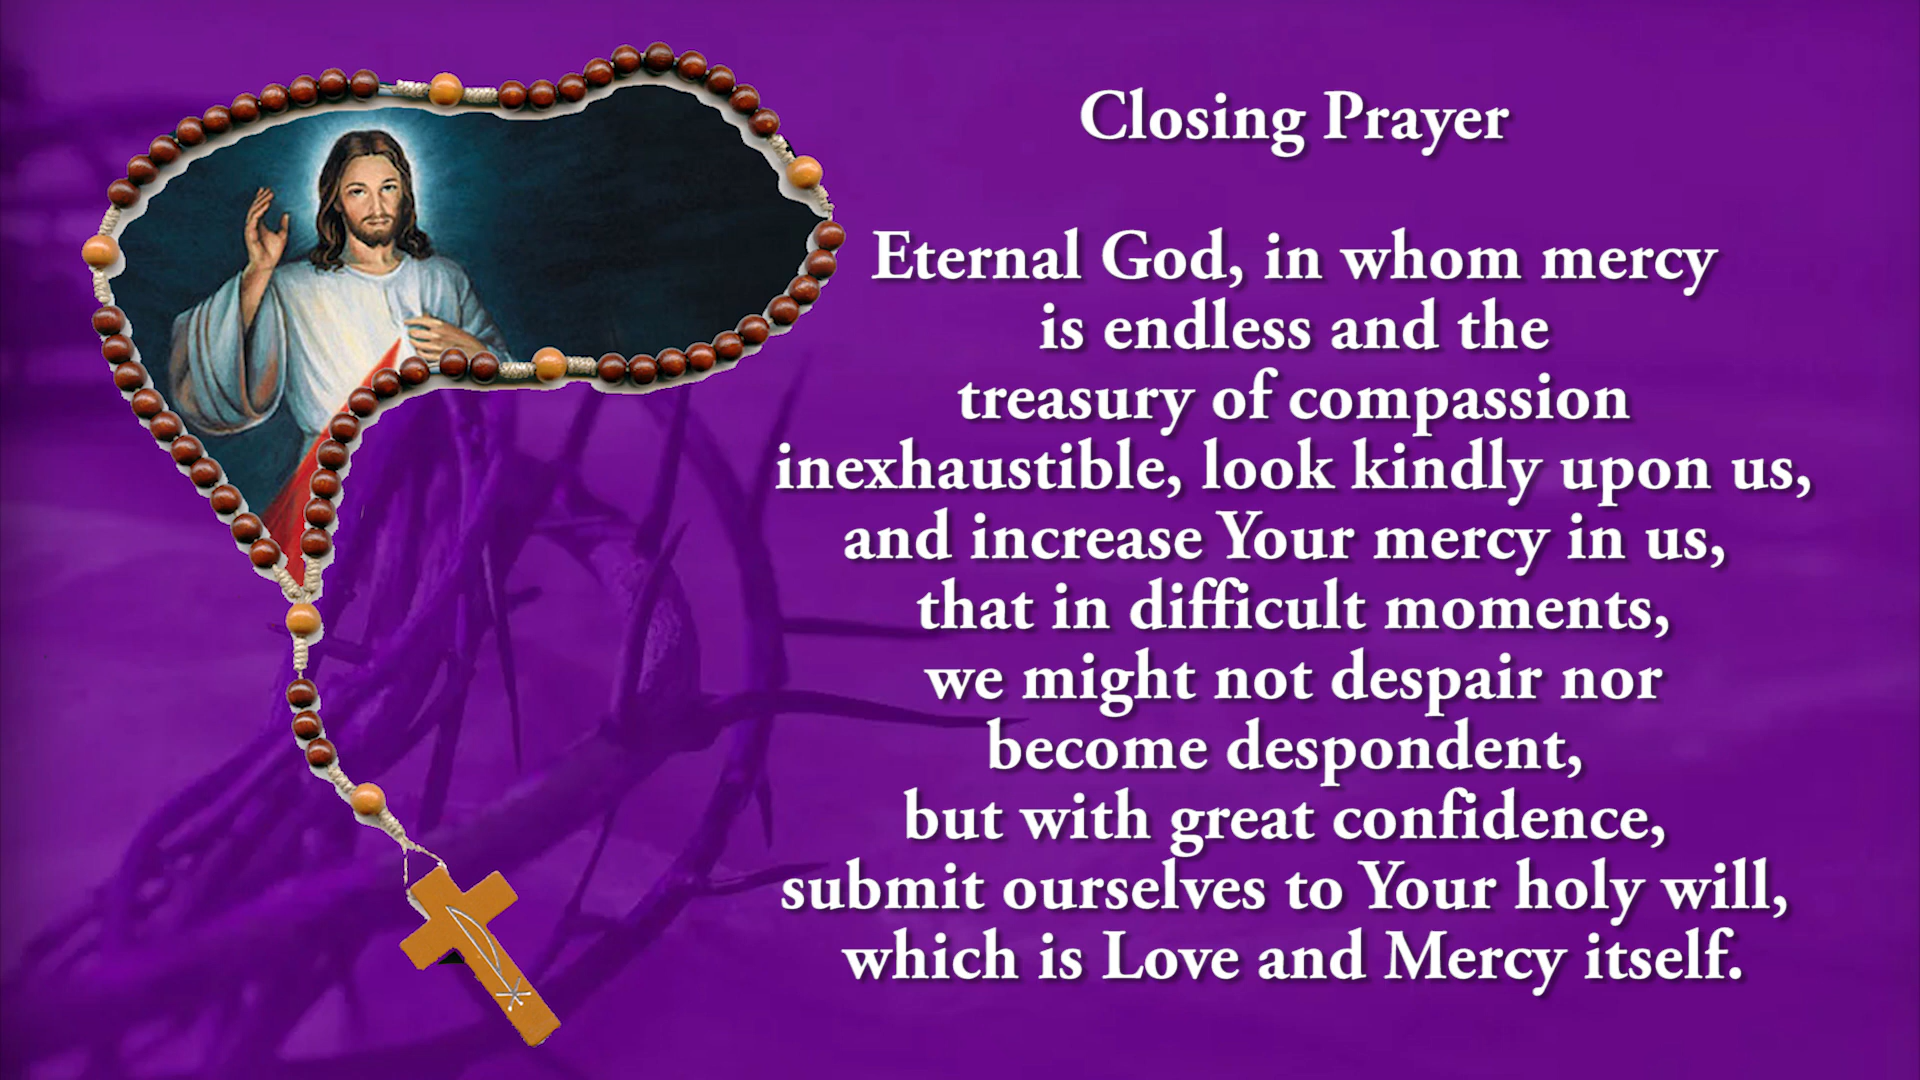 Closing Prayer
Eternal God, in whom mercy
is endless and the
treasury of compassion
inexhaustible, look kindly upon us,
and increase Your mercy in us,
that in difficult moments,
we might not despair nor
become despondent,
but with great confidence,
submit ourselves to Your holy will,
which is Love and Mercy itself.